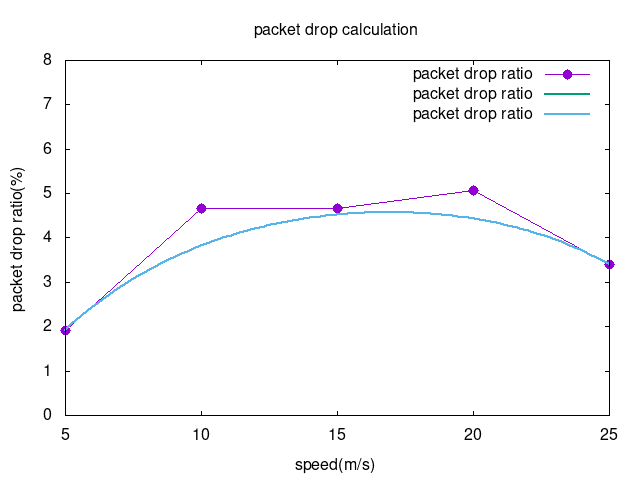 packet drop calculation
packet drop ratio
packet drop ratio
packet drop ratio
packet drop ratio(%)
8
7
6
5
4
3
2
1
0
5 10 15 20 25
speed(m/s)